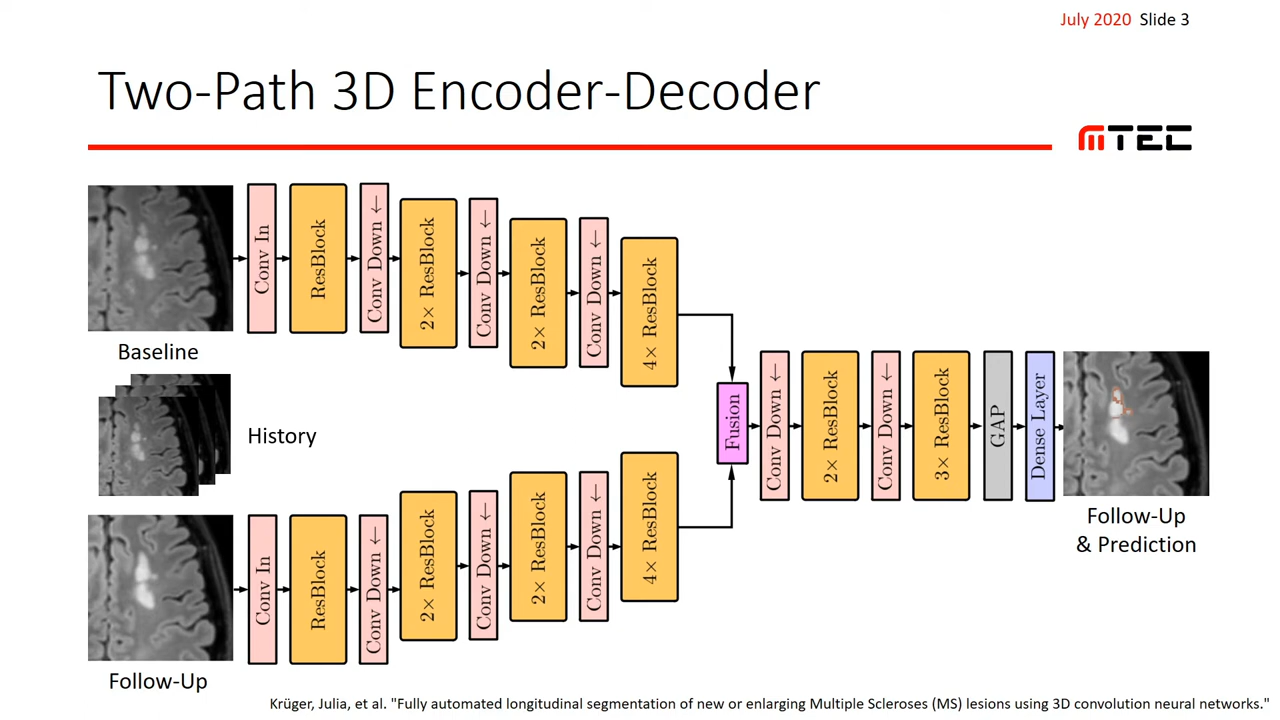 July 2020 Slide 3
Two-Path 3D Encoder-Decoder
MTEC
Conv In
ResBlock
Conv Down ←
2× ResBlock
Conv Down ←
2× ResBlock
Conv Down ←
4× ResBlock
Baseline
History
Fusion
Conv Down ←
2× ResBlock
Conv Down ←
3× ResBlock
GAP
Dense Layer
Follow-Up
& Prediction
Conv In
ResBlock
Conv Down ←
2× ResBlock
Conv Down ←
2× ResBlock
Conv Down ←
4× ResBlock
Follow-Up
Krüger, Julia, et al. "Fully automated longitudinal segmentation of new or enlarging Multiple Scleroses (MS) lesions using 3D convolution neural networks."